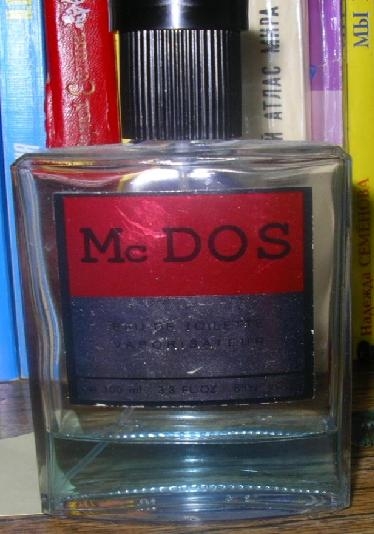 Й АТЛАС МИРА
МЫ
Надежда СЕМЕНОВА
Mc DOS
EAU DE TOILETTE
VAPORISATEUR
100 ml 3.3 FL.OZ